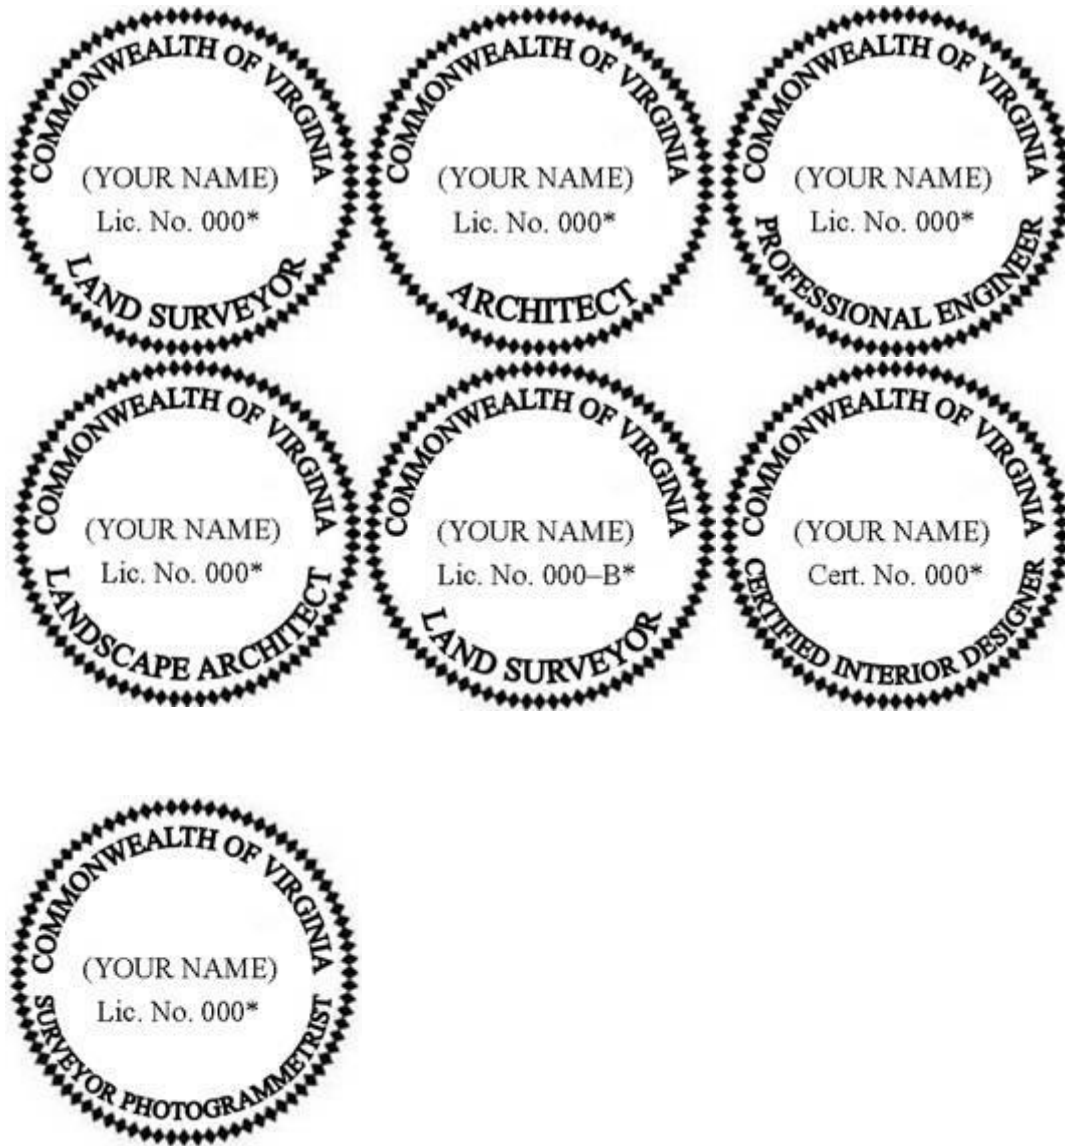 COMMONWEALTH OF VIRGINIA
(YOUR NAME)
Lic. No. 000*
LAND SURVEYOR
COMMONWEALTH OF VIRGINIA
(YOUR NAME)
Lic. No. 000*
ARCHITECT
COMMONWEALTH OF VIRGINIA
(YOUR NAME)
Lic. No. 000*
PROFESSIONAL ENGINEER
COMMONWEALTH OF VIRGINIA
(YOUR NAME)
Lic. No. 000*
LANDSCAPE ARCHITECT
COMMONWEALTH OF VIRGINIA
(YOUR NAME)
Lic. No. 000–B*
LAND SURVEYOR
COMMONWEALTH OF VIRGINIA
(YOUR NAME)
Cert. No. 000*
CERTIFIED INTERIOR DESIGNER
COMMONWEALTH OF VIRGINIA
(YOUR NAME)
Lic. No. 000*
SURVEYOR PHOTOGRAMMETRIST